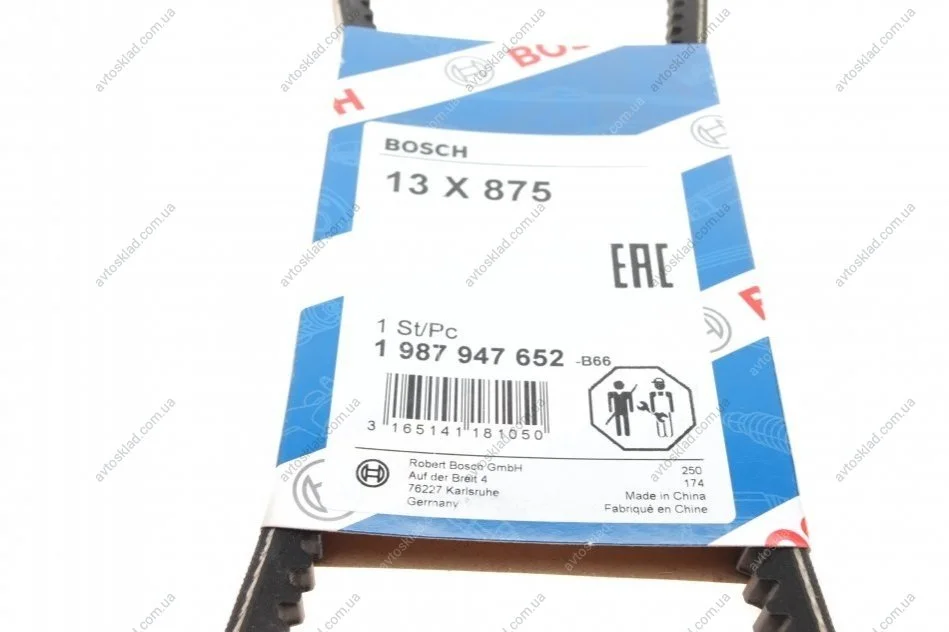 BOSCH
H
BOSCH
13 X 875
EAC
1 St/Pc
1 987 947 652 -B66
3 165141 181050
Robert Bosch GmbH
Auf der Breit 4
76227 Karlsruhe
Germany
250
174
Made in China
Fabriqué en Chine
avtosklad.com.ua